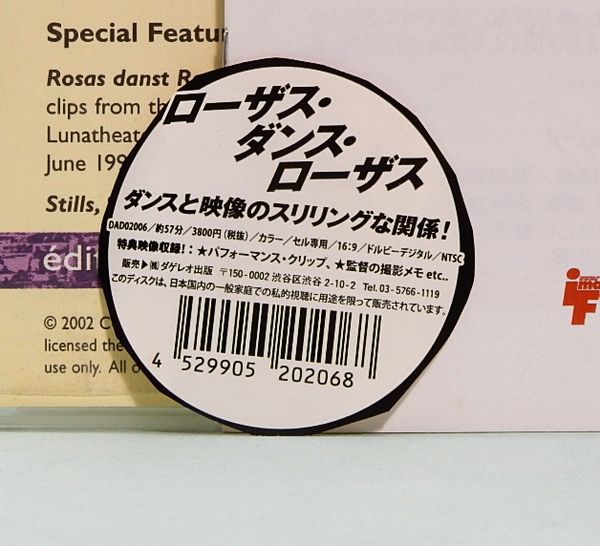 Special Featur
Rosas danst R
clips from th
Lunatheate
June 199
Stills,
édit
© 2002 C
licensed the
use only. All o
ローザス・
ダンス・
ローザス
ダンスと映像のスリリングな関係!
DAD02006/約57分/3800円(税抜)/カラー/セル専用/16:9/ドルビーデジタル/NTSC
特典映像収録!:★パフォーマンス・クリップ、★監督の撮影メモ etc..
販売▶㈲ダゲレオ出版 〒150-0002 渋谷区渋谷 2-10-2 Tel. 03-5766-1119
このディスクは、日本国内の一般家庭での私的視聴に用途を限って販売されています。
4 529905 202068